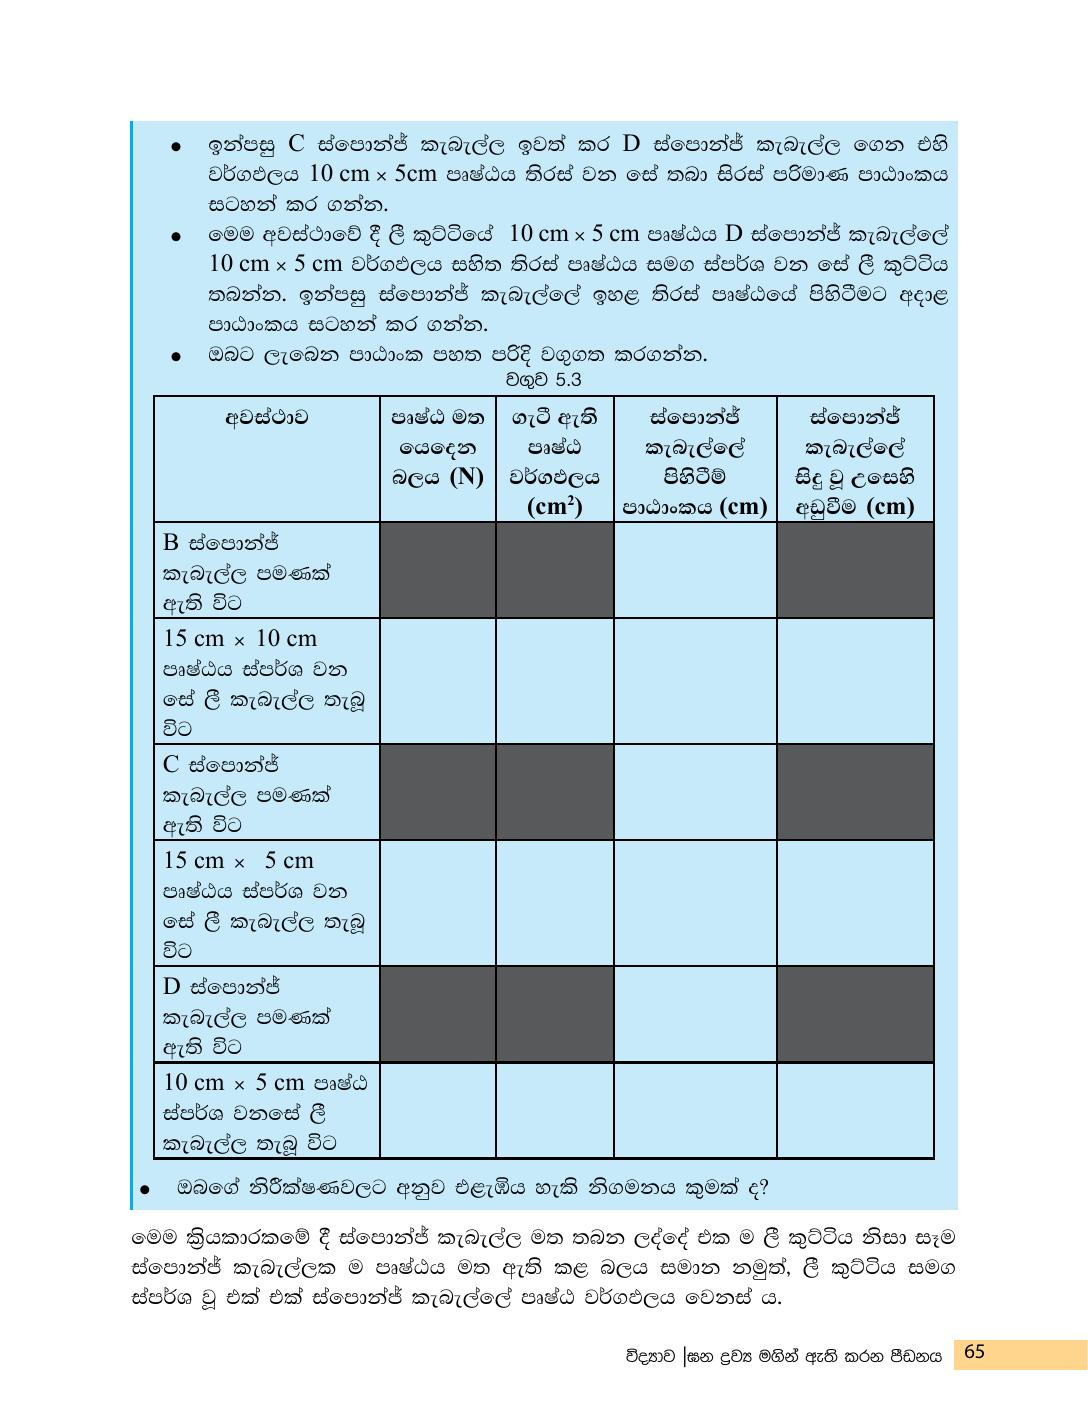 ● ඉන්පසු C ස්පොන්ජ් කැබැල්ල ඉවත් කර D ස්පොන්ජ් කැබැල්ල ගෙන එහි
වර්ගඵලය 10 cm × 5cm පෘෂ්ඨය තිරස් වන සේ තබා සිරස් පරිමාණ පාඨාංකය
සටහන් කර ගන්න.
● මෙම අවස්ථාවේ දී ලී කුට්ටියේ 10 cm × 5 cm පෘෂ්ඨය D ස්පොන්ජ් කැබැල්ලේ
10 cm × 5 cm වර්ගඵලය සහිත තිරස් පෘෂ්ඨය සමග ස්පර්ශ වන සේ ලී කුට්ටිය
තබන්න. ඉන්පසු ස්පොන්ජ් කැබැල්ලේ ඉහළ තිරස් පෘෂ්ඨයේ පිහිටීමට අදාළ
පාඨාංකය සටහන් කර ගන්න.
● ඔබට ලැබෙන පාඨාංක පහත පරිදි වගුගත කරගන්න.
වගුව 5.3
අවස්ථාව
පෘෂ්ඨ මත
යෙදෙන
බලය (N)
ගැටී ඇති
පෘෂ්ඨ
වර්ගඵලය
(cm²)
ස්පොන්ජ්
කැබැල්ලේ
පිහිටීම්
පාඨාංකය (cm)
ස්පොන්ජ්
කැබැල්ලේ
සිදු වූ උසෙහි
අඩුවීම (cm)
B ස්පොන්ජ්
කැබැල්ල පමණක්
ඇති විට
15 cm × 10 cm
පෘෂ්ඨය ස්පර්ශ වන
සේ ලී කැබැල්ල තැබූ
විට
C ස්පොන්ජ්
කැබැල්ල පමණක්
ඇති විට
15 cm × 5 cm
පෘෂ්ඨය ස්පර්ශ වන
සේ ලී කැබැල්ල තැබූ
විට
D ස්පොන්ජ්
කැබැල්ල පමණක්
ඇති විට
10 cm × 5 cm පෘෂ්ඨ
ස්පර්ශ වනසේ ලී
කැබැල්ල තැබූ විට
● ඔබගේ නිරීක්ෂණවලට අනුව එළැඹිය හැකි නිගමනය කුමක් ද?
මෙම ක්‍රියකාරකමේ දී ස්පොන්ජ් කැබැල්ල මත තබන ලද්දේ එක ම ලී කුට්ටිය නිසා සෑම
ස්පොන්ජ් කැබැල්ලක ම පෘෂ්ඨය මත ඇති කළ බලය සමාන නමුත්, ලී කුට්ටිය සමග
ස්පර්ශ වූ එක් එක් ස්පොන්ජ් කැබැල්ලේ පෘෂ්ඨ වර්ගඵලය වෙනස් ය.
විද්‍යාව |ඝන ද්‍රව්‍ය මගින් ඇති කරන පීඩනය 65